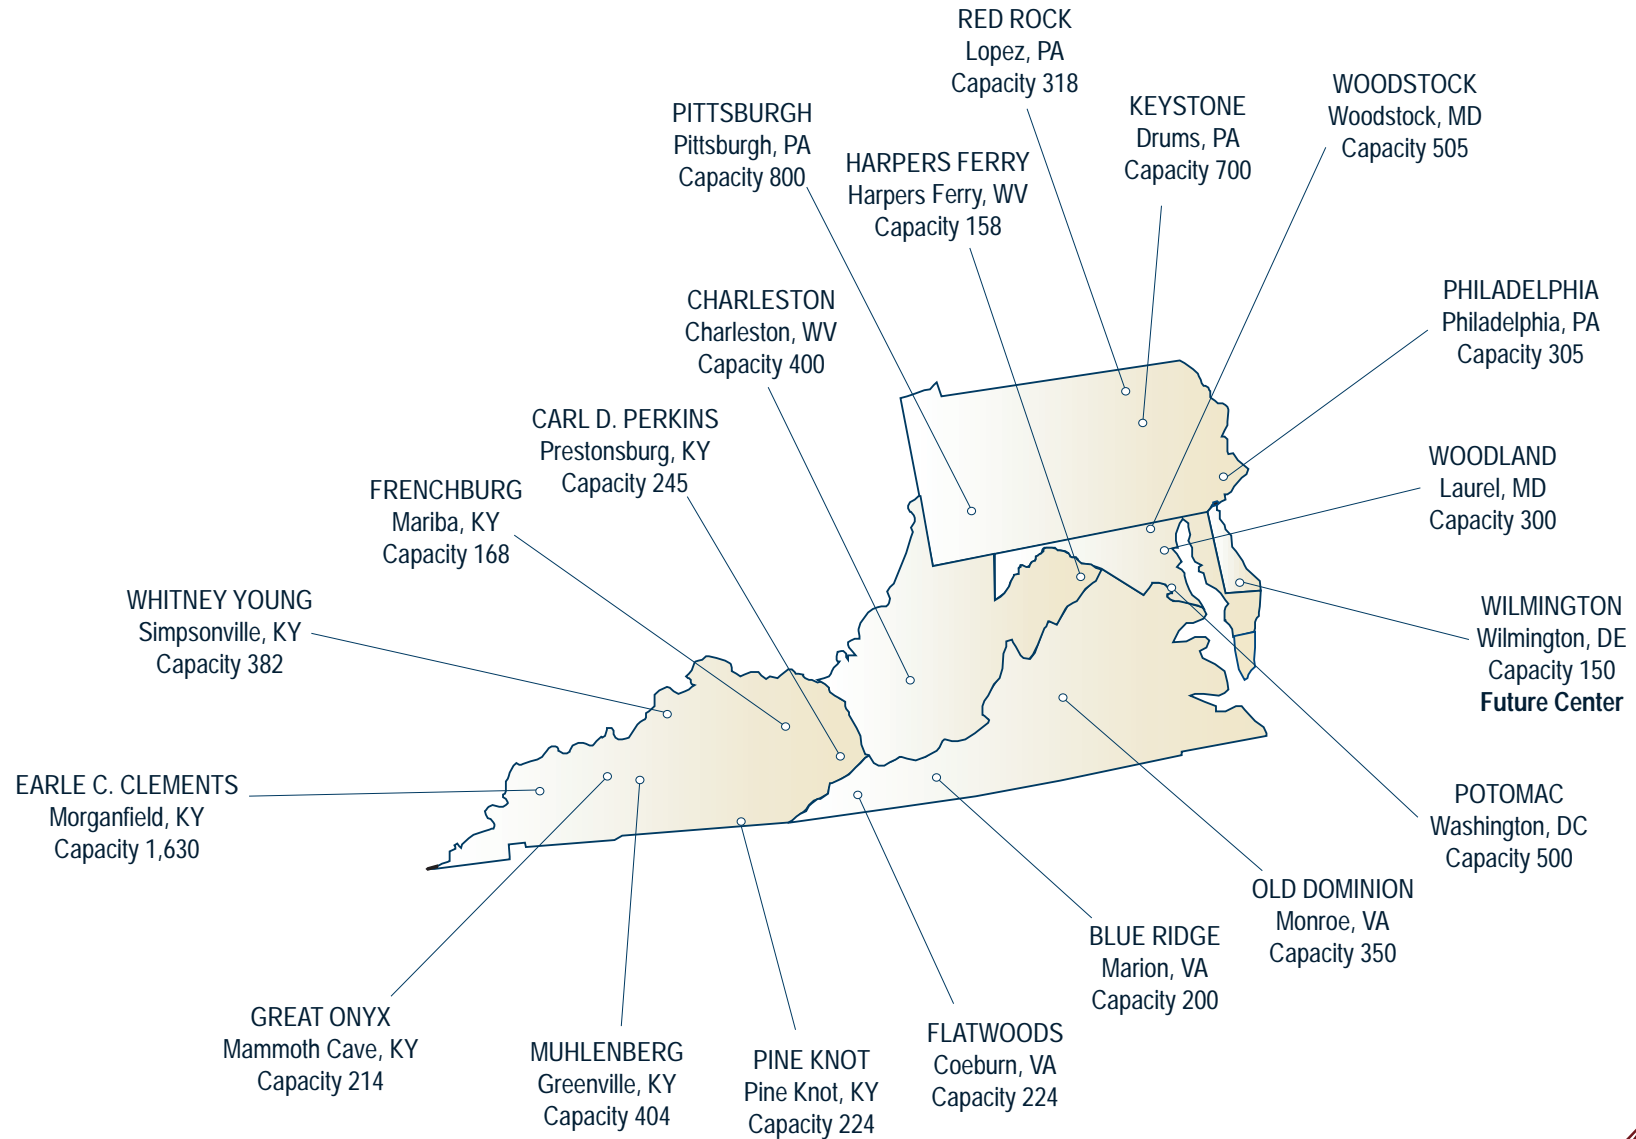 RED ROCK
Lopez, PA
Capacity 318
WOODSTOCK
Woodstock, MD
Capacity 505
KEYSTONE
Drums, PA
Capacity 700
PITTSBURGH
Pittsburgh, PA
Capacity 800
HARPERS FERRY
Harpers Ferry, WV
Capacity 158
PHILADELPHIA
Philadelphia, PA
Capacity 305
CHARLESTON
Charleston, WV
Capacity 400
CARL D. PERKINS
Prestonsburg, KY
Capacity 245
WOODLAND
Laurel, MD
Capacity 300
FRENCHBURG
Mariba, KY
Capacity 168
WHITNEY YOUNG
Simpsonville, KY
Capacity 382
WILMINGTON
Wilmington, DE
Capacity 150
Future Center
EARLE C. CLEMENTS
Morganfield, KY
Capacity 1,630
POTOMAC
Washington, DC
Capacity 500
OLD DOMINION
Monroe, VA
Capacity 350
BLUE RIDGE
Marion, VA
Capacity 200
GREAT ONYX
Mammoth Cave, KY
Capacity 214
FLATWOODS
Coeburn, VA
Capacity 224
MUHLENBERG
Greenville, KY
Capacity 404
PINE KNOT
Pine Knot, KY
Capacity 224